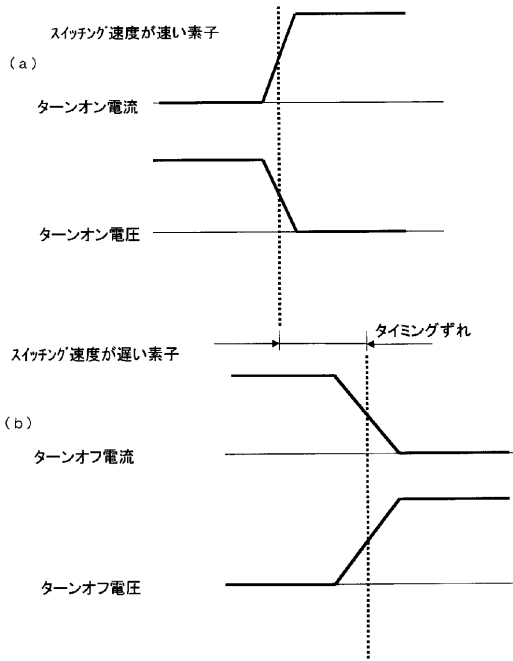 スイッチング速度が速い素子
(a)
ターンオン電流
ターンオン電圧
タイミングずれ
スイッチング速度が遅い素子
(b)
ターンオフ電流
ターンオフ電圧